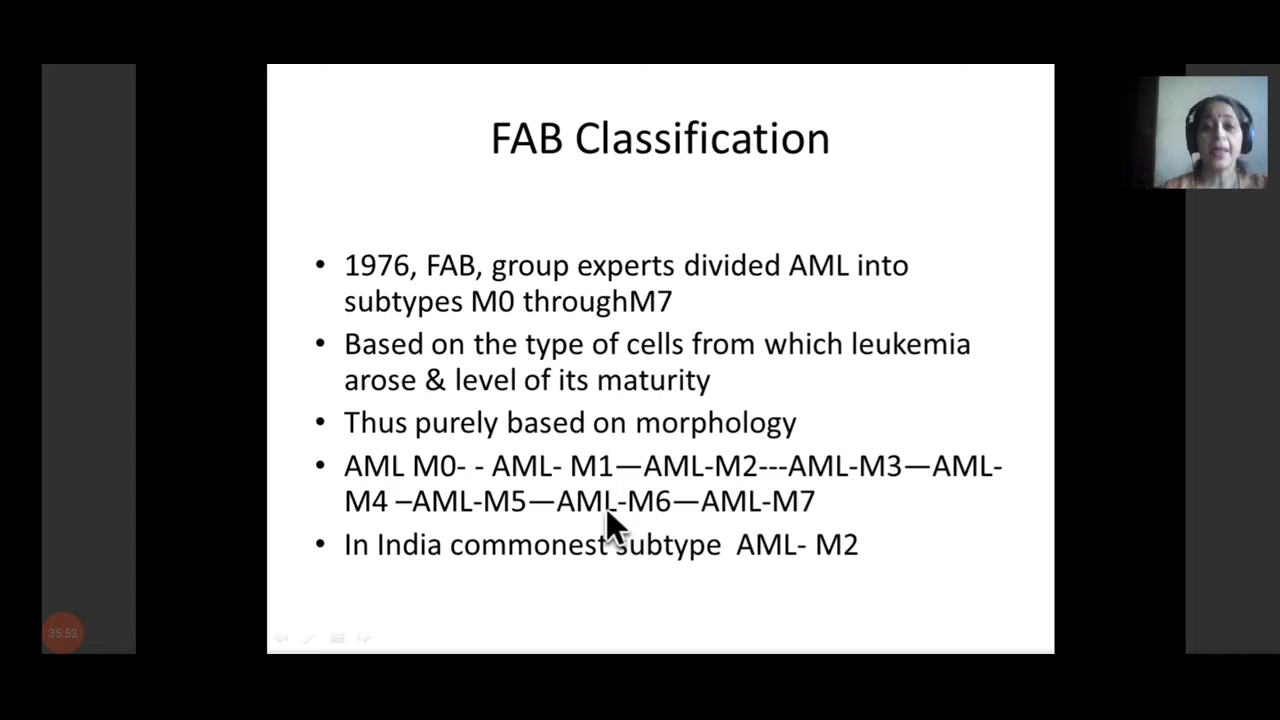 FAB Classification
• 1976, FAB, group experts divided AML into
subtypes M0 throughM7
• Based on the type of cells from which leukemia
arose & level of its maturity
• Thus purely based on morphology
• AML M0- - AML- M1—AML-M2---AML-M3—AML-
M4 –AML-M5—AML-M6—AML-M7
• In India commonest subtype  AML- M2
35:53